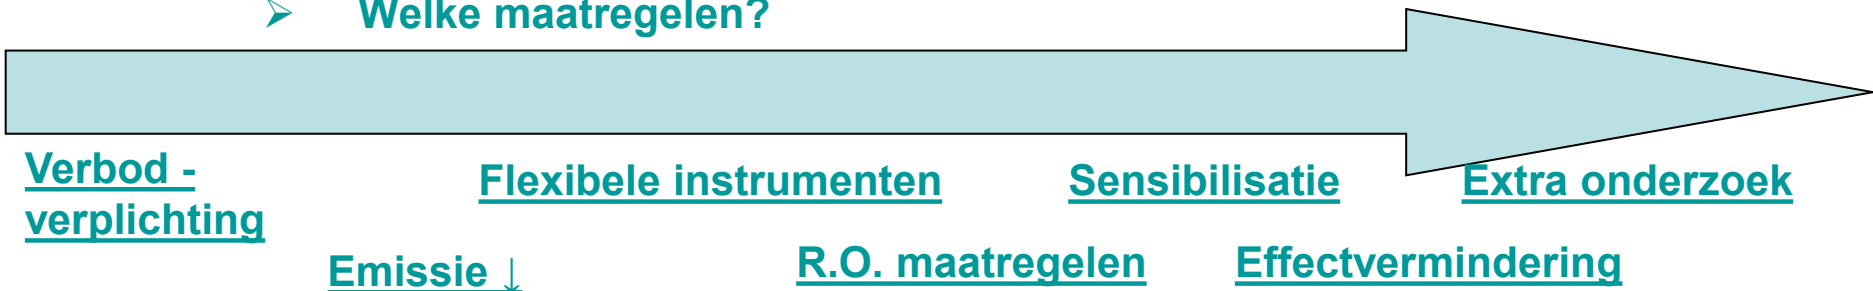 ➢ Welke maatregelen?
Verbod -
verplichting
Emissie ↓
Flexibele instrumenten
R.O. maatregelen
Sensibilisatie
Effectvermindering
Extra onderzoek